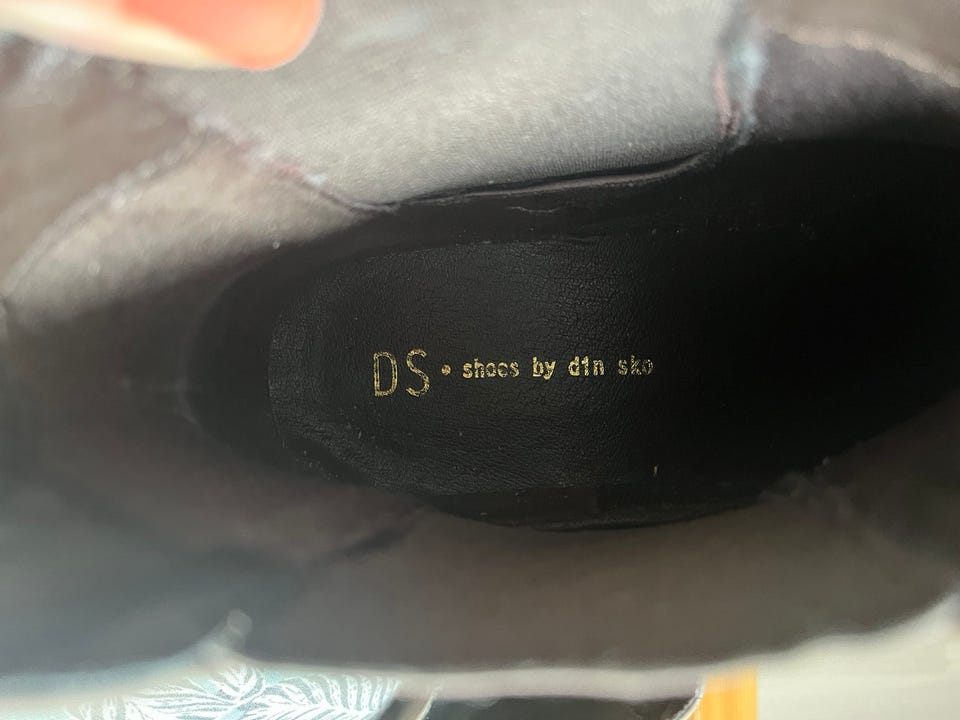 DS • shoes by din sko